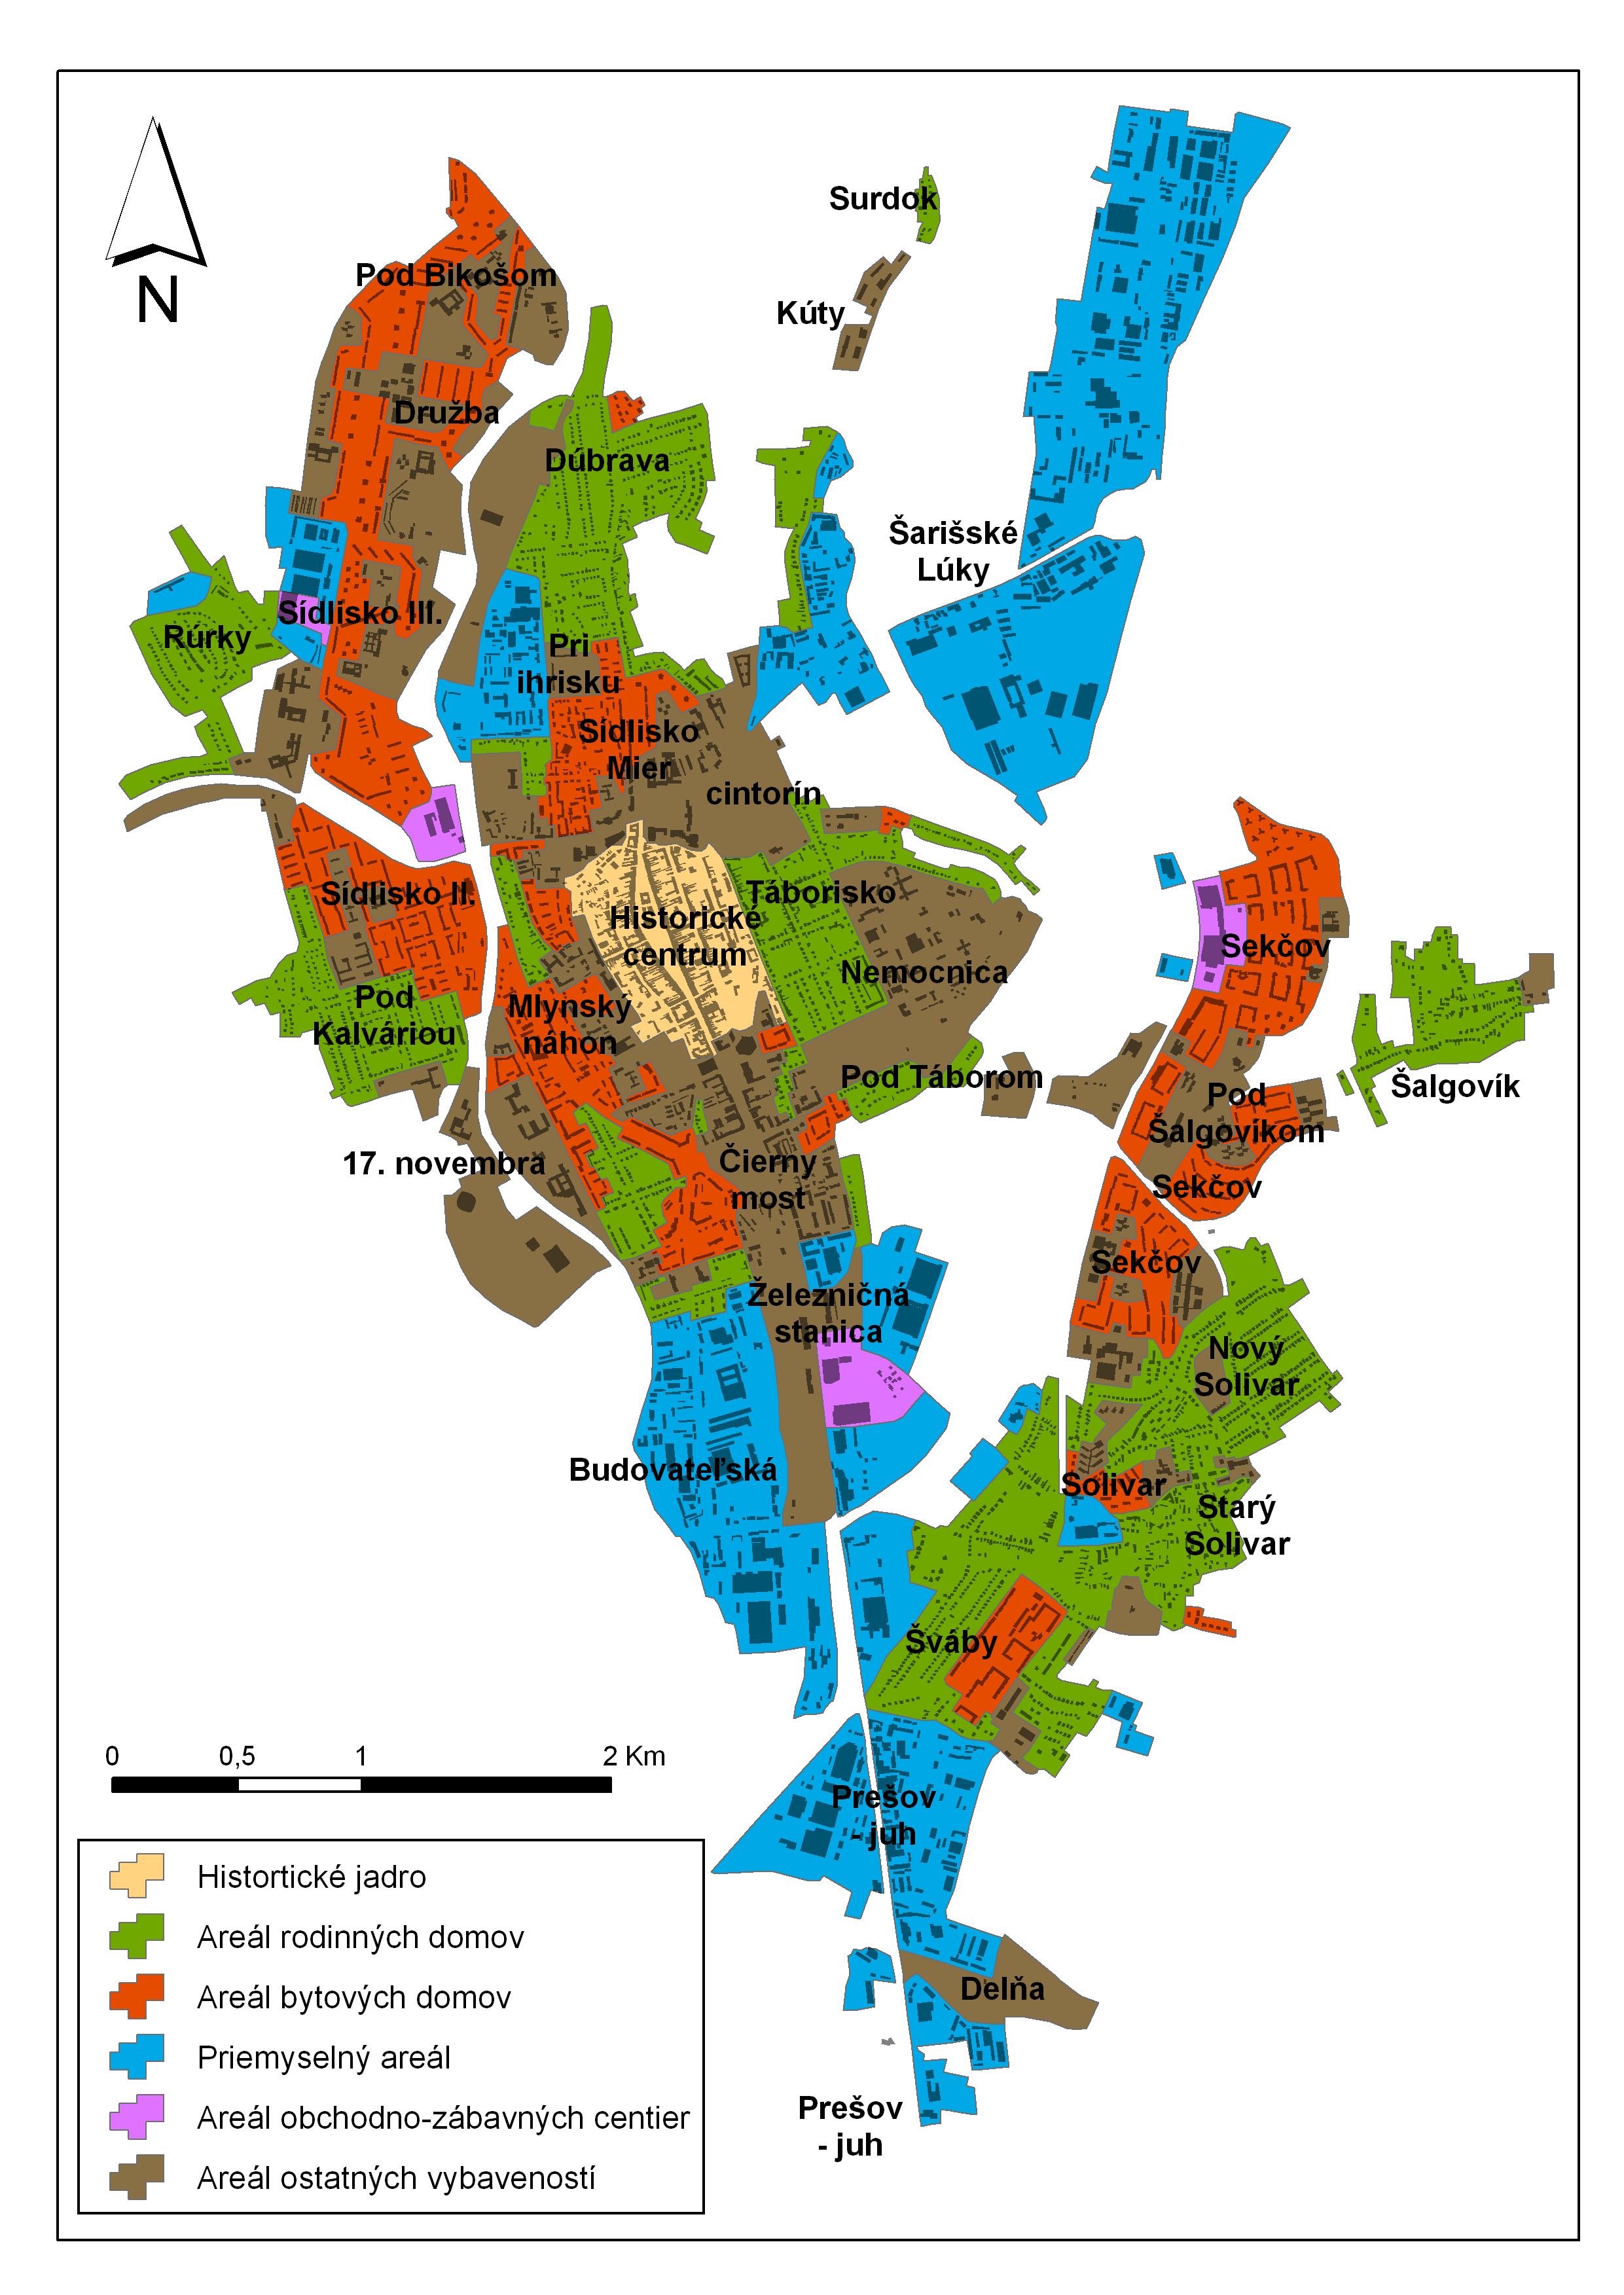 N
Surdok
Pod Bikošom
Kúty
Družba
Dúbrava
Šarišské
Lúky
Sídlisko III.
Rúrky
Pri
ihrisku
Sídlisko
Mier
cintorín
Sídlisko II.
Táborisko
Historické
centrum
Sekčov
Nemocnica
Pod
Kalváriou
Mlynský
náhon
Pod Táborom
Šalgovík
Pod
Šalgovíkom
17. novembra
Čierny
most
Sekčov
Sekčov
Železničná
stanica
Nový
Solivar
Budovateľská
Solivar
Starý
Solivar
Šváby
0 0,5 1 2 Km
Prešov
- juh
Delňa
Prešov
- juh
Histortické jadro
Areál rodinných domov
Areál bytových domov
Priemyselný areál
Areál obchodno-zábavných centier
Areál ostatných vybaveností